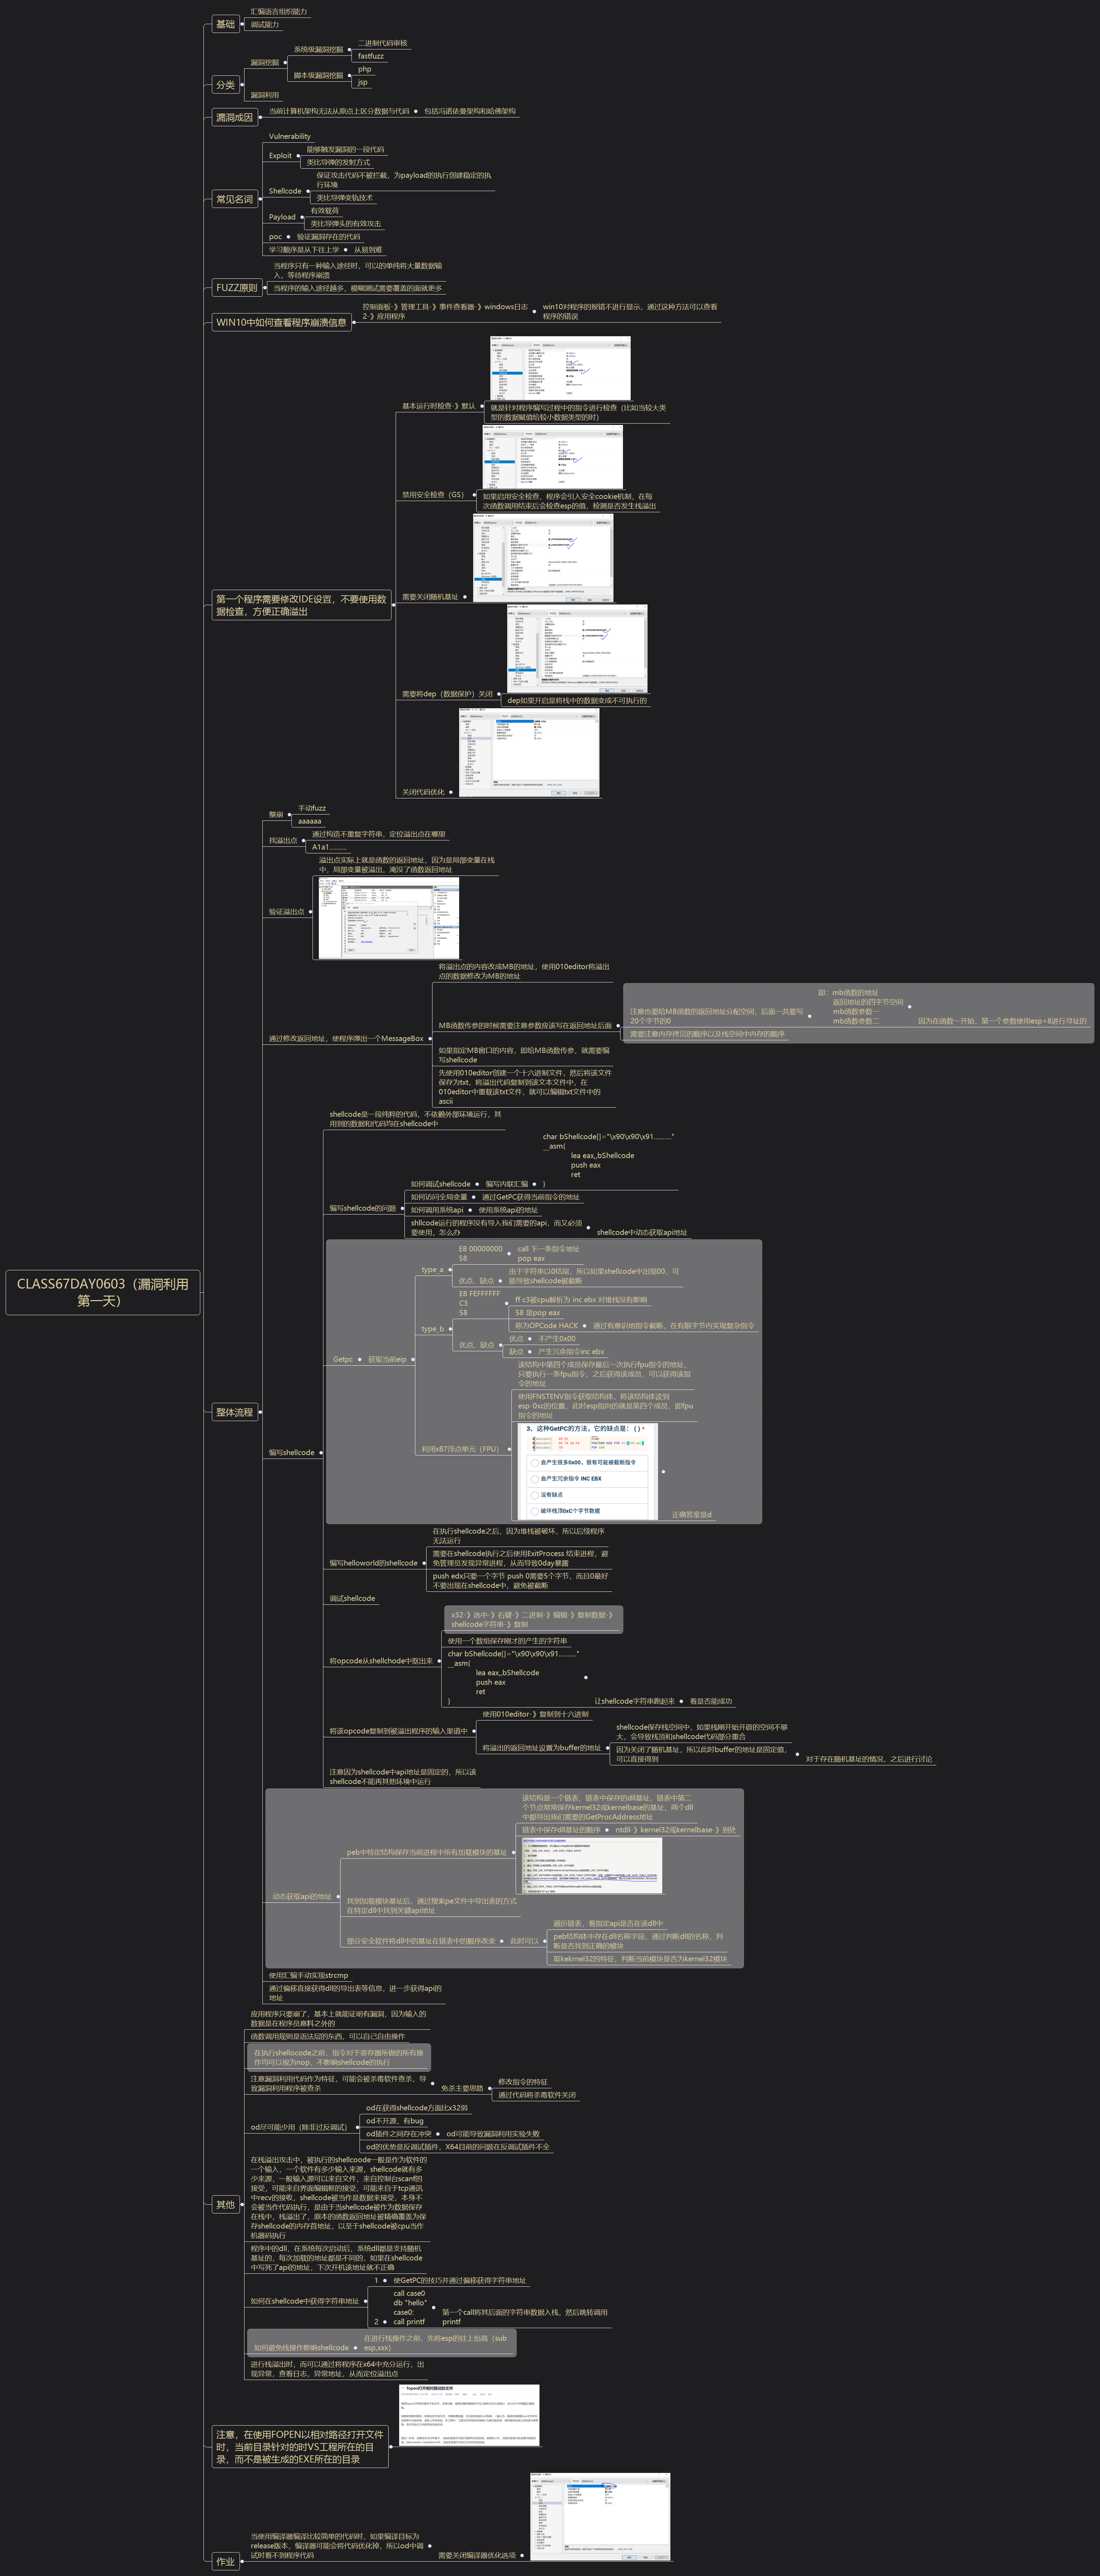 CLASS67DAY0603（漏洞利用
第一天）
基础
汇编语言组织能力
调试能力
分类
漏洞挖掘
系统级漏洞挖掘
二进制代码审核
fastfuzz
脚本级漏洞挖掘
php
jsp
漏洞利用
漏洞成因
当前计算机架构无法从原点上区分数据与代码
包括冯诺依曼架构和哈佛架构
常见名词
Vulnerability
Exploit
能够触发漏洞的一段代码
类比导弹的发射方式
Shellcode
保证攻击代码不被拦截，为payload的执行创建稳定的执
行环境
类比导弹变轨技术
Payload
有效载荷
类比导弹头的有效攻击
poc
验证漏洞存在的代码
学习顺序是从下往上学
从易到难
FUZZ原则
当程序只有一种输入途径时，可以的单纯将大量数据输
入，等待程序崩溃
当程序的输入途径越多，模糊测试需要覆盖的面就更多
WIN10中如何查看程序崩溃信息
控制面板-》管理工具-》事件查看器-》windows日志
2-》应用程序
win10对程序的报错不进行显示，通过这种方法可以查看
程序的错误
第一个程序需要修改IDE设置，不要使用数
据检查，方便正确溢出
基本运行时检查-》默认
就是针对程序编写过程中的指令进行检查（比如当较大类
型的数据赋值给较小数据类型的时）
禁用安全检查（GS）
如果启用安全检查，程序会引入安全cookie机制，在每
次函数调用结束后会检查esp的值，检测是否发生栈溢出
需要关闭随机基址
需要将dep（数据保护）关闭
dep如果开启是将栈中的数据变成不可执行的
关闭代码优化
整体流程
整崩
手动fuzz
aaaaaa
找溢出点
通过构造不重复字符串，定位溢出点在哪里
A1a1..........
验证溢出点
溢出点实际上就是函数的返回地址，因为是局部变量在栈
中，局部变量被溢出，淹没了函数返回地址
通过修改返回地址，使程序弹出一个MessageBox
将溢出点的内容改成MB的地址，使用010editor将溢出
点的数据修改为MB的地址
MB函数传参的时候需要注意参数应该写在返回地址后面
注意也要给MB函数的返回地址分配空间，后面一共要写
20个字节的0
即：mb函数的地址
返回地址的四字节空间
mb函数参数一
mb函数参数二
因为在函数一开始，第一个参数使用esp+8进行寻址的
需要注意内存拷贝的顺序以及栈空间中内存的顺序
如果指定MB窗口的内容，即给MB函数传参，就需要编
写shellcode
先使用010editor创建一个十六进制文件，然后将该文件
保存为txt，将溢出代码复制到该文本文件中，在
010editor中重载该txt文件，就可以编辑txt文件中的
ascii
编写shellcode
shellcode是一段纯粹的代码，不依赖外部环境运行，其
用到的数据和代码均在shellcode中
编写shellcode的问题
如何调试shellcode
编写内联汇编
char bShellcode[]="\x90\x90\x91.........."
__asm{
lea eax,,bShellcode
push eax
ret
}
如何访问全局变量
通过GetPC获得当前指令的地址
如何调用系统api
使用系统api的地址
shllcode运行的程序没有导入我们需要的api，而又必须
要使用，怎么办
shellcode中动态获取api地址
Getpc
获取当前eip
type_a
E8 00000000
58
call 下一条指令地址
pop eax
优点、缺点
由于字符串以0结尾，所以如果shellcode中出现00，可
能导致shellcode被截断
type_b
E8 FEFFFFFF
C3
58
ff c3被cpu解析为 inc ebx 对堆栈没有影响
58 是pop eax
称为OPCode HACK
通过有意识地指令截断，在有限字节内实现复杂指令
优点、缺点
优点
不产生0x00
缺点
产生冗余指令inc ebx
利用x87浮点单元（FPU）
该结构中第四个成员保存最后一次执行fpu指令的地址，
只要执行一条fpu指令，之后获得该成员，可以获得该指
令的地址
使用FNSTENV指令获取结构体，将该结构体读到
esp-0xc的位置，此时esp指向的就是第四个成员，即fpu
指令的地址
3、这种GetPC的方法，它的缺点是：( ) *
会产生很多0x00，很有可能被截断指令
会产生冗余指令 INC EBX
没有缺点
破坏栈顶0xC个字节数据
正确答案是d
编写helloworld的shellcode
在执行shellcode之后，因为堆栈被破坏，所以后续程序
无法运行
需要在shellcode执行之后使用ExitProcess 结束进程，避
免管理员发现异常进程，从而导致0day暴露
push edx只要一个字节 push 0需要5个字节，而且0最好
不要出现在shellcode中，避免被截断
调试shellcode
将opcode从shellchode中抠出来
x32-》选中-》右键-》二进制-》编辑-》复制数据-》
shellcode字符串-》复制
使用一个数组保存刚才的产生的字符串
char bShellcode[]="\x90\x90\x91.........."
__asm{
lea eax,,bShellcode
push eax
ret
}
让shellcode字符串跑起来
看是否能成功
将该opcode复制到被溢出程序的输入渠道中
使用010editor-》复制到十六进制
将溢出的返回地址设置为buffer的地址
shellcode保存栈空间中，如果栈刚开始开辟的空间不够
大，会导致栈顶和shellcode代码部分重合
因为关闭了随机基址，所以此时buffer的地址是固定值，
可以直接得到
对于存在随机基址的情况，之后进行讨论
注意因为shellcode中api地址是固定的，所以该
shellcode不能再其他环境中运行
动态获取api的地址
peb中特定结构保存当前进程中所有加载模块的基址
该结构是一个链表，链表中保存的dll基址，链表中第二
个节点常常保存kernel32或kernelbase的基址，两个dll
中都导出我们需要的GetProcAddress地址
链表中保存dll基址的顺序
ntdll-》kernel32或kernelbase-》到处
找到加载模块基址后，通过搜索pe文件中导出表的方式
在特定dll中找到关键api地址
部分安全软件将dll中的基址在链表中的顺序改变
此时可以
遍历链表，看指定api是否在该dll中
peb结构体中存在dll名称字段，通过判断dll的名称，判
断是否找到正确的模块
取kekrnel32的特征，判断当前模块是否为kernel32模块
使用汇编手动实现strcmp
通过偏移直接获得dll的导出表等信息，进一步获得api的
地址
其他
应用程序只要崩了，基本上就能证明有漏洞，因为输入的
数据是在程序员意料之外的
函数调用规则是语法层的东西，可以自己自由操作
在执行shellocode之前，指令对于寄存器所做的所有操
作均可以视为nop，不影响shellcode的执行
注意漏洞利用代码作为特征，可能会被杀毒软件查杀，导
致漏洞利用程序被查杀
免杀主要思路
修改指令的特征
通过代码将杀毒软件关闭
od尽可能少用（除非过反调试）
od在获得shellcode方面比x32弱
od不开源，有bug
od插件之间存在冲突
od可能导致漏洞利用实验失败
od的优势是反调试插件，X64目前的问题在反调试插件不全
在栈溢出攻击中，被执行的shellcoode一般是作为软件的
一个输入，一个软件有多少输入来源，shellcode就有多
少来源，一般输入源可以来自文件，来自控制台scanf的
接受，可能来自界面编辑框的接受，可能来自于tcp通讯
中recv的接收，shellcode被当作是数据来接受，本身不
会被当作代码执行，是由于当shellcode被作为数据保存
在栈中，栈溢出了，原本的函数返回地址被精确覆盖为保
存shellcode的内存首地址，以至于shellcode被cpu当作
机器码执行
程序中的dll，在系统每次启动后，系统dll都是支持随机
基址的，每次加载的地址都是不同的，如果在shellcode
中写死了api的地址，下次开机该地址就不正确
如何在shellcode中获得字符串地址
1
使GetPC的技巧并通过偏移获得字符串地址
2
call case0
db "hello"
case0:
call printf
第一个call将其后面的字符串数据入栈，然后跳转调用
printf
如何避免栈操作影响shellcode
在进行栈操作之前，先将esp的往上抬高（sub
esp,xxx）
进行栈溢出时，而可以通过将程序在x64中充分运行，出
现异常，查看日志，异常地址，从而定位溢出点
注意，在使用FOPEN以相对路径打开文件
时，当前目录针对的时VS工程所在的目
录，而不是被生成的EXE所在的目录
fopen打开相对路径的文件
作业
当使用编译器编译比较简单的代码时，如果编译目标为
release版本，编译器可能会将代码优化掉，所以od中调
试时看不到程序代码
需要关闭编译器优化选项